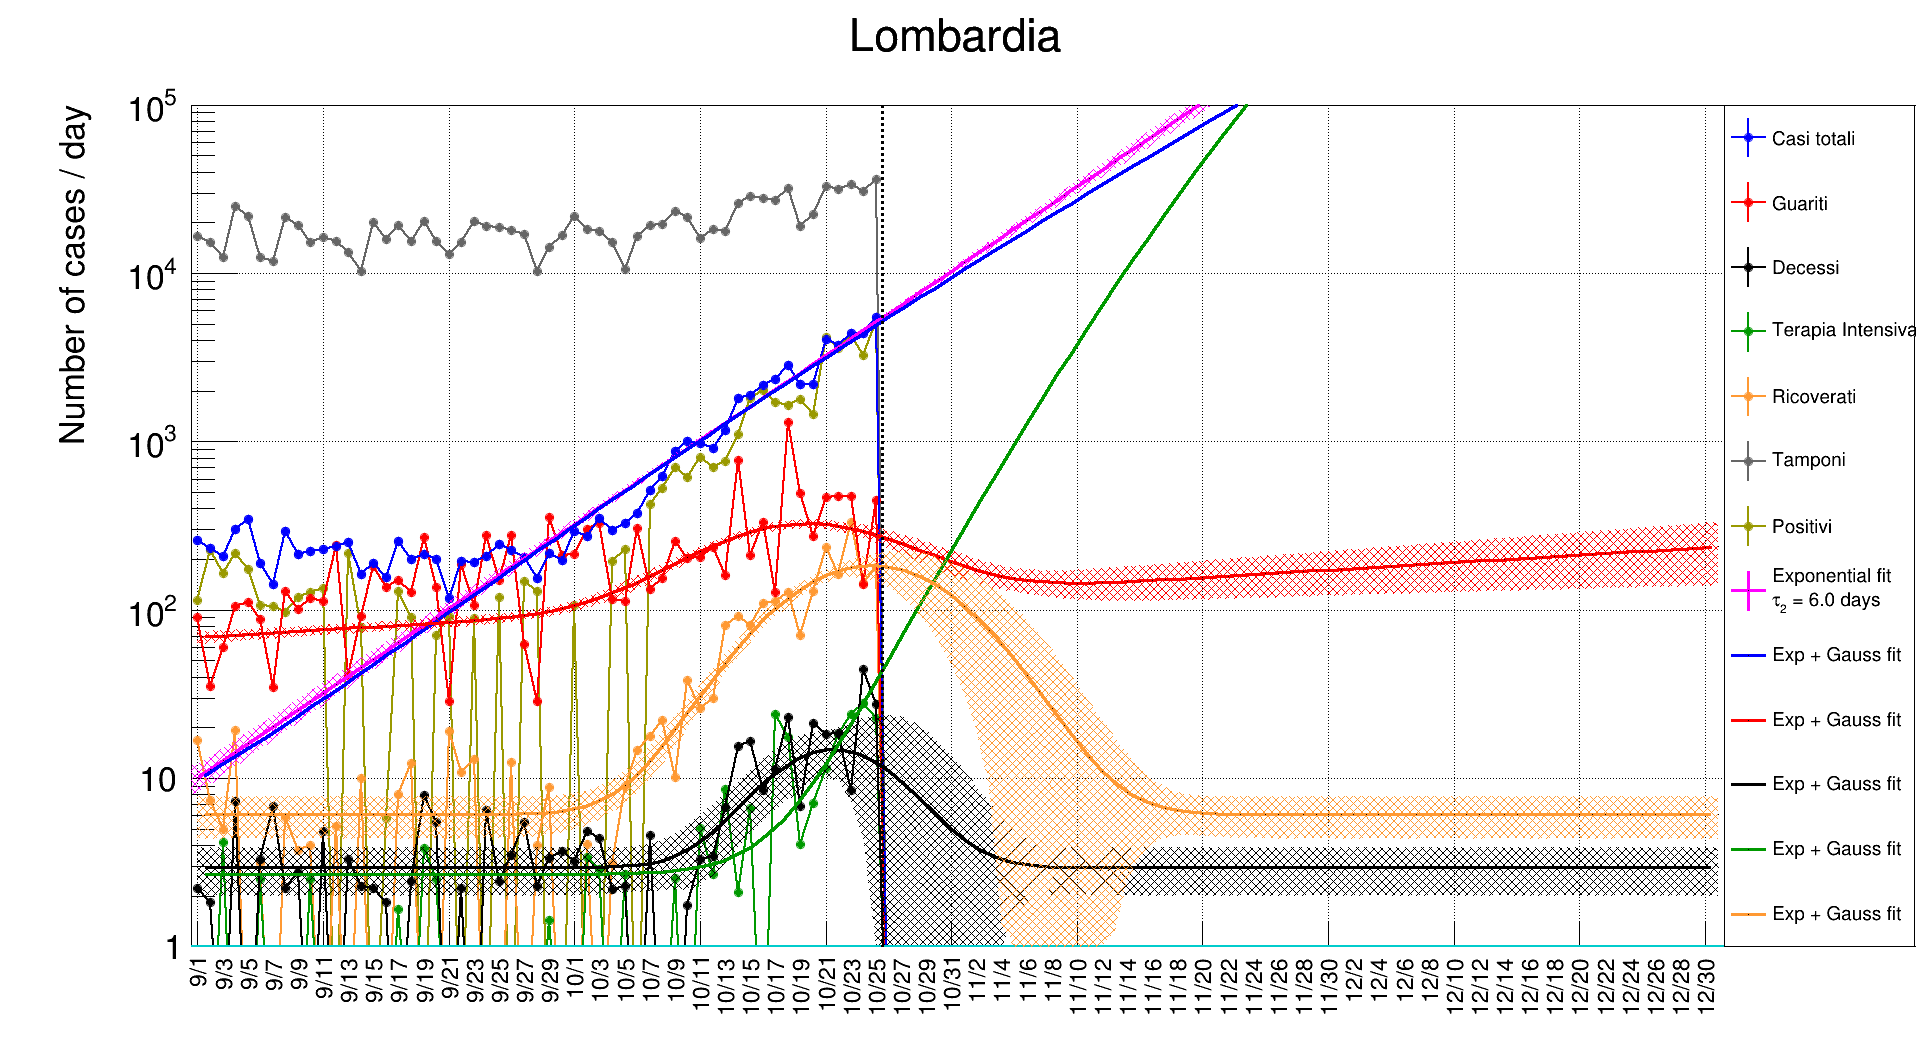 Lombardia
Number of cases / day
10^5
10^4
10^3
10^2
10
1
9/1 9/3 9/5 9/7 9/9 9/11 9/13 9/15 9/17 9/19 9/21 9/23 9/25 9/27 9/29 10/1 10/3 10/5 10/7 10/9 10/11 10/13 10/15 10/17 10/19 10/21 10/23 10/25 10/27 10/29 10/31 11/2 11/4 11/6 11/8 11/10 11/12 11/14 11/16 11/18 11/20 11/22 11/24 11/26 11/28 11/30 12/2 12/4 12/6 12/8 12/10 12/12 12/14 12/16 12/18 12/20 12/22 12/24 12/26 12/28 12/30
Casi totali
Guariti
Decessi
Terapia Intensiva
Ricoverati
Tamponi
Positivi
Exponential fit
τ₂ = 6.0 days
Exp + Gauss fit
Exp + Gauss fit
Exp + Gauss fit
Exp + Gauss fit
Exp + Gauss fit